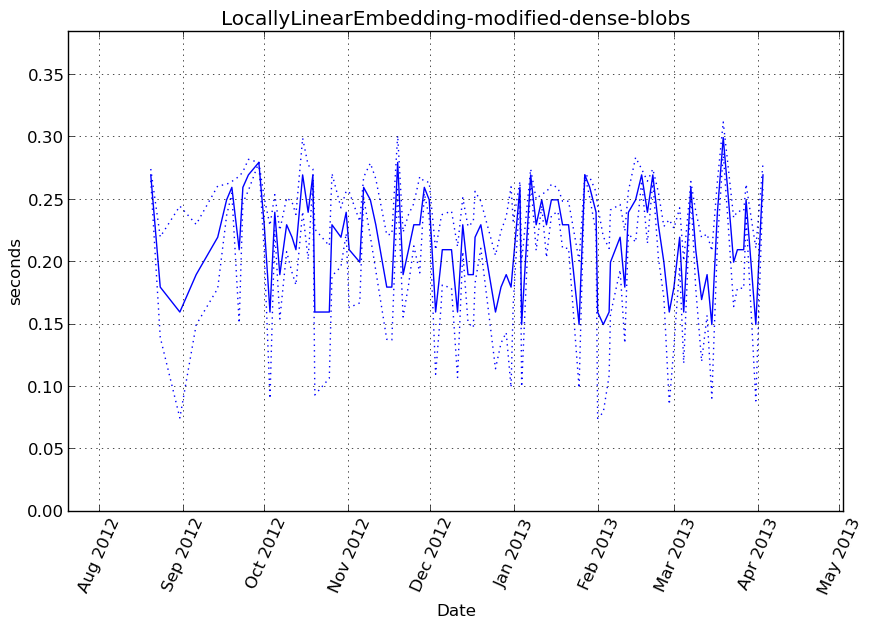 LocallyLinearEmbedding-modified-dense-blobs
0.35
0.30
0.25
0.20
0.15
0.10
0.05
0.00
seconds
Aug 2012
Sep 2012
Oct 2012
Nov 2012
Dec 2012
Jan 2013
Feb 2013
Mar 2013
Apr 2013
May 2013
Date